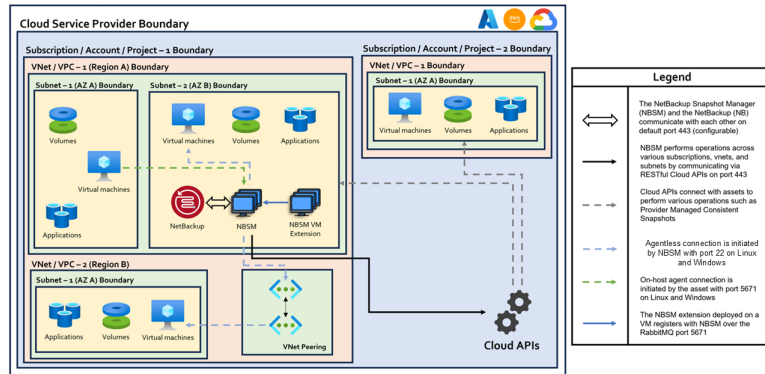 Cloud Service Provider Boundary
aws
Subscription / Account / Project – 1 Boundary
VNet / VPC – 1 (Region A) Boundary
Subnet – 1 (AZ A) Boundary
Volumes
Virtual machines
Applications
Subnet – 2 (AZ B) Boundary
Virtual machines
Volumes
Applications
NetBackup
NBSM
NBSM VM
Extension
VNet / VPC – 2 (Region B)
Subnet – 1 (AZ A) Boundary
Applications
Volumes
Virtual machines
VNet Peering
Subscription / Account / Project – 2 Boundary
VNet / VPC – 1 (Region A) Boundary
Subnet – 1 (AZ A) Boundary
Virtual machines
Volumes
Applications
Cloud APIs
Legend
The NetBackup Snapshot Manager
(NBSM) and the NetBackup (NB)
communicate with each other on
default port 443 (configurable)
NBSM performs operations across
various subscriptions, vnets, and
subnets by communicating via
RESTful Cloud APIs on port 443
Cloud APIs connect with assets to
perform various operations such as
Provider Managed Consistent
Snapshots
Agentless connection is initiated
by NBSM with port 22 on Linux
and Windows
On-host agent connection is
initiated by the asset with port 5671
on Linux and Windows
The NBSM extension deployed on a
VM registers with NBSM over the
RabbitMQ port 5671